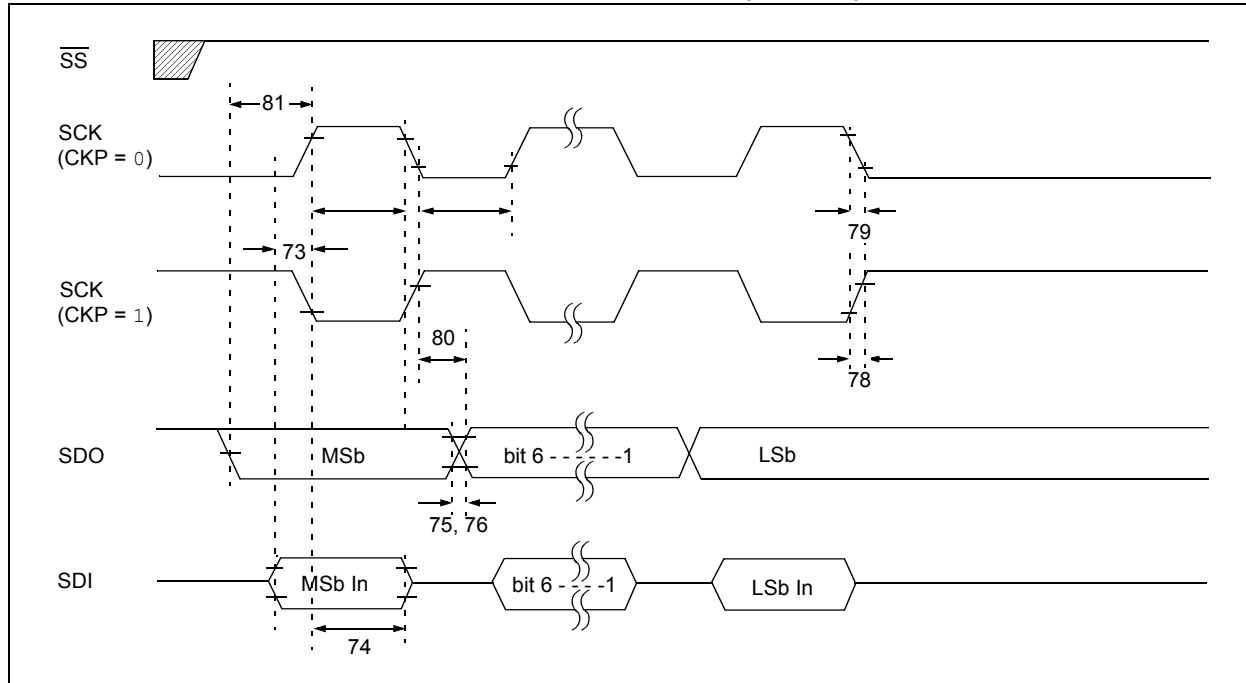 SS
81
SCK
(CKP = 0)
79
73
SCK
(CKP = 1)
80
78
SDO
MSb
bit 6 - - - - - -1
LSb
75, 76
SDI
MSb In
bit 6 - - - - -1
LSb In
74